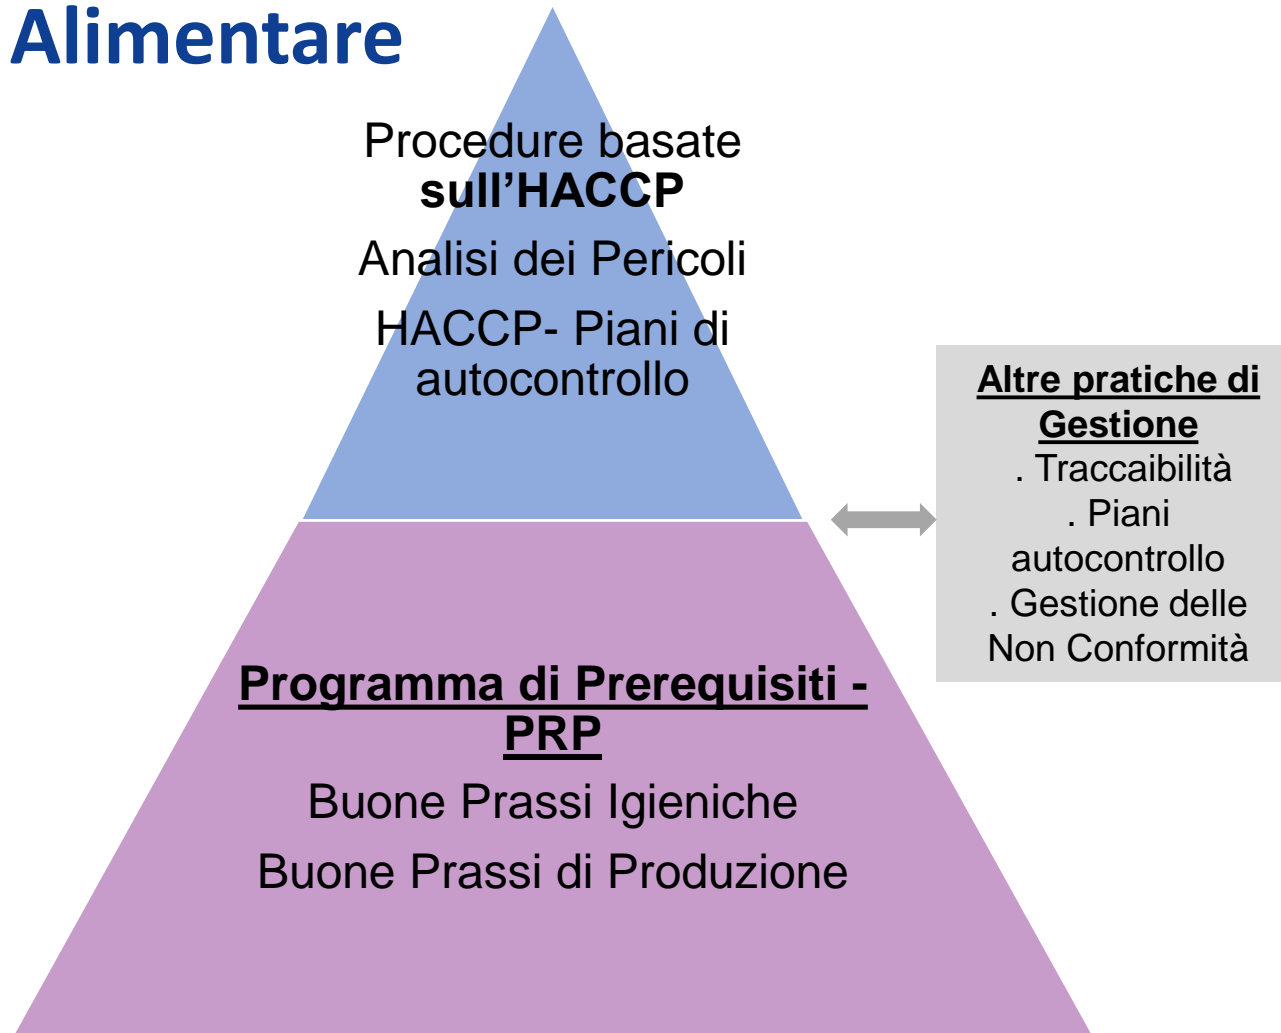 Alimentare
Procedure basate
sull'HACCP
Analisi dei Pericoli
HACCP- Piani di
autocontrollo
Altre pratiche di
Gestione
. Traccaibilità
. Piani
autocontrollo
. Gestione delle
Non Conformità
Programma di Prerequisiti -
PRP
Buone Prassi Igieniche
Buone Prassi di Produzione